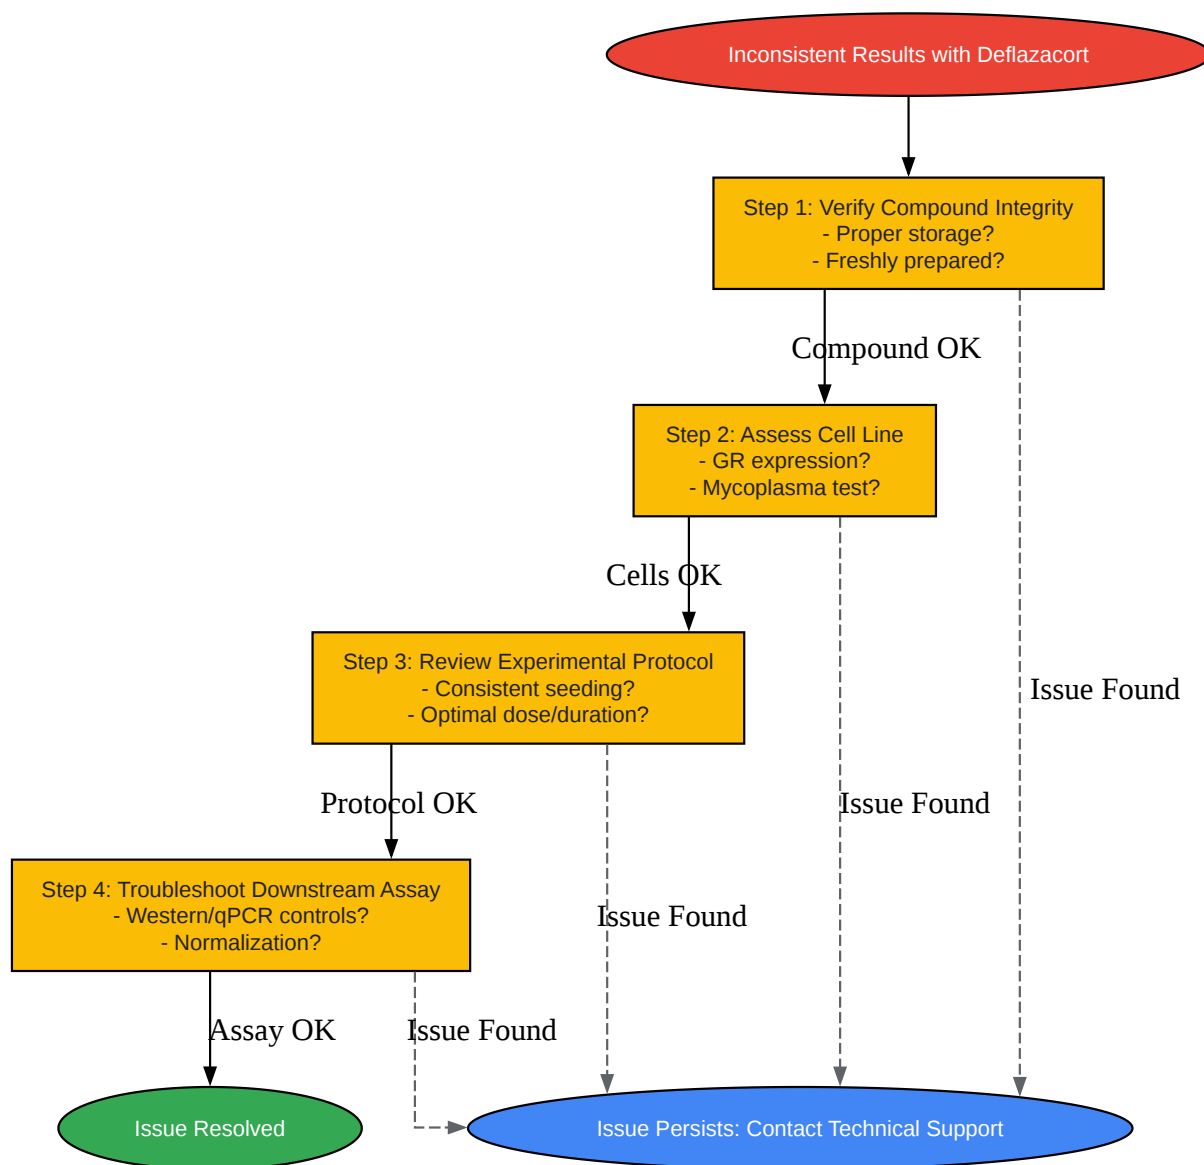 Inconsistent Results with Deflazacort
Step 1: Verify Compound Integrity
- Proper storage?
- Freshly prepared?
Compound OK
Step 2: Assess Cell Line
- GR expression?
- Mycoplasma test?
Cells OK
Step 3: Review Experimental Protocol
- Consistent seeding?
- Optimal dose/duration?
Issue Found
Protocol OK
Issue Found
Step 4: Troubleshoot Downstream Assay
- Western/qPCR controls?
- Normalization?
Issue Found
Assay OK
Issue Found
Issue Resolved
Issue Persists: Contact Technical Support